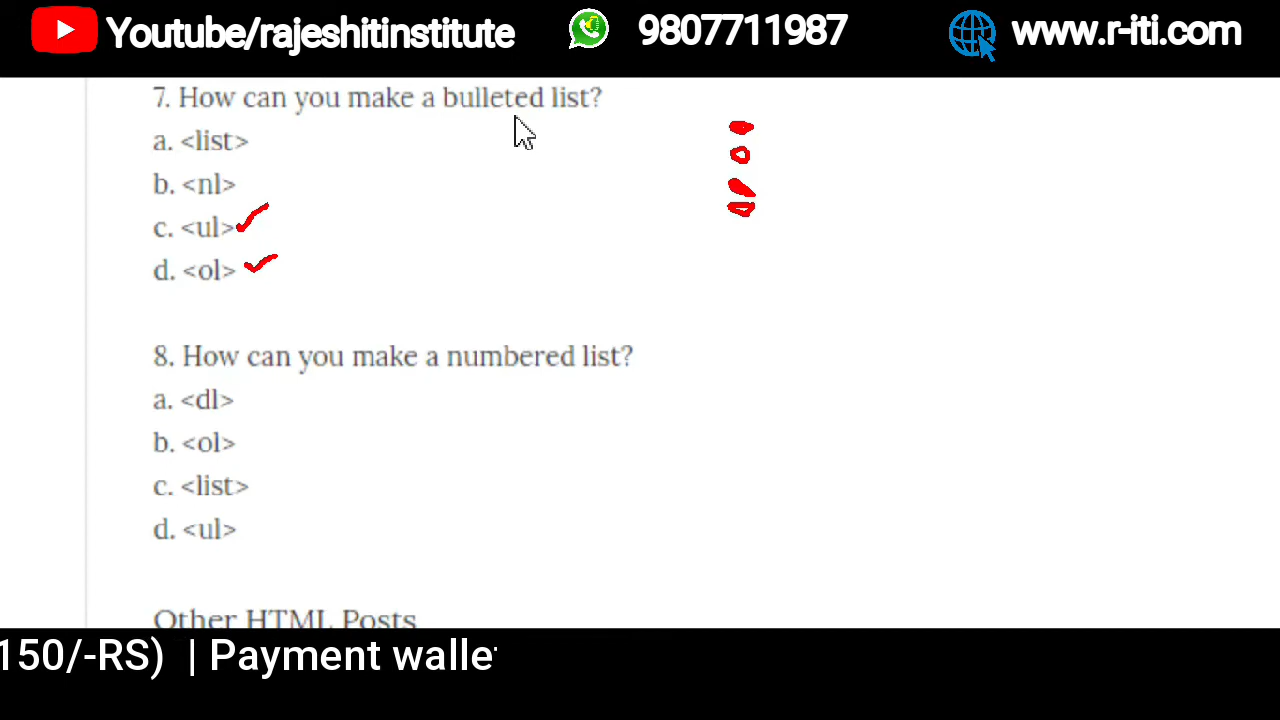 Youtube/rajeshitinstitute 9807711987 www.r-iti.com
7. How can you make a bulleted list?
a. <list>
b. <nl>
c. <ul>
d. <ol>
8. How can you make a numbered list?
a. <dl>
b. <ol>
c. <list>
d. <ul>
Other HTML Posts
150/-RS) | Payment walle